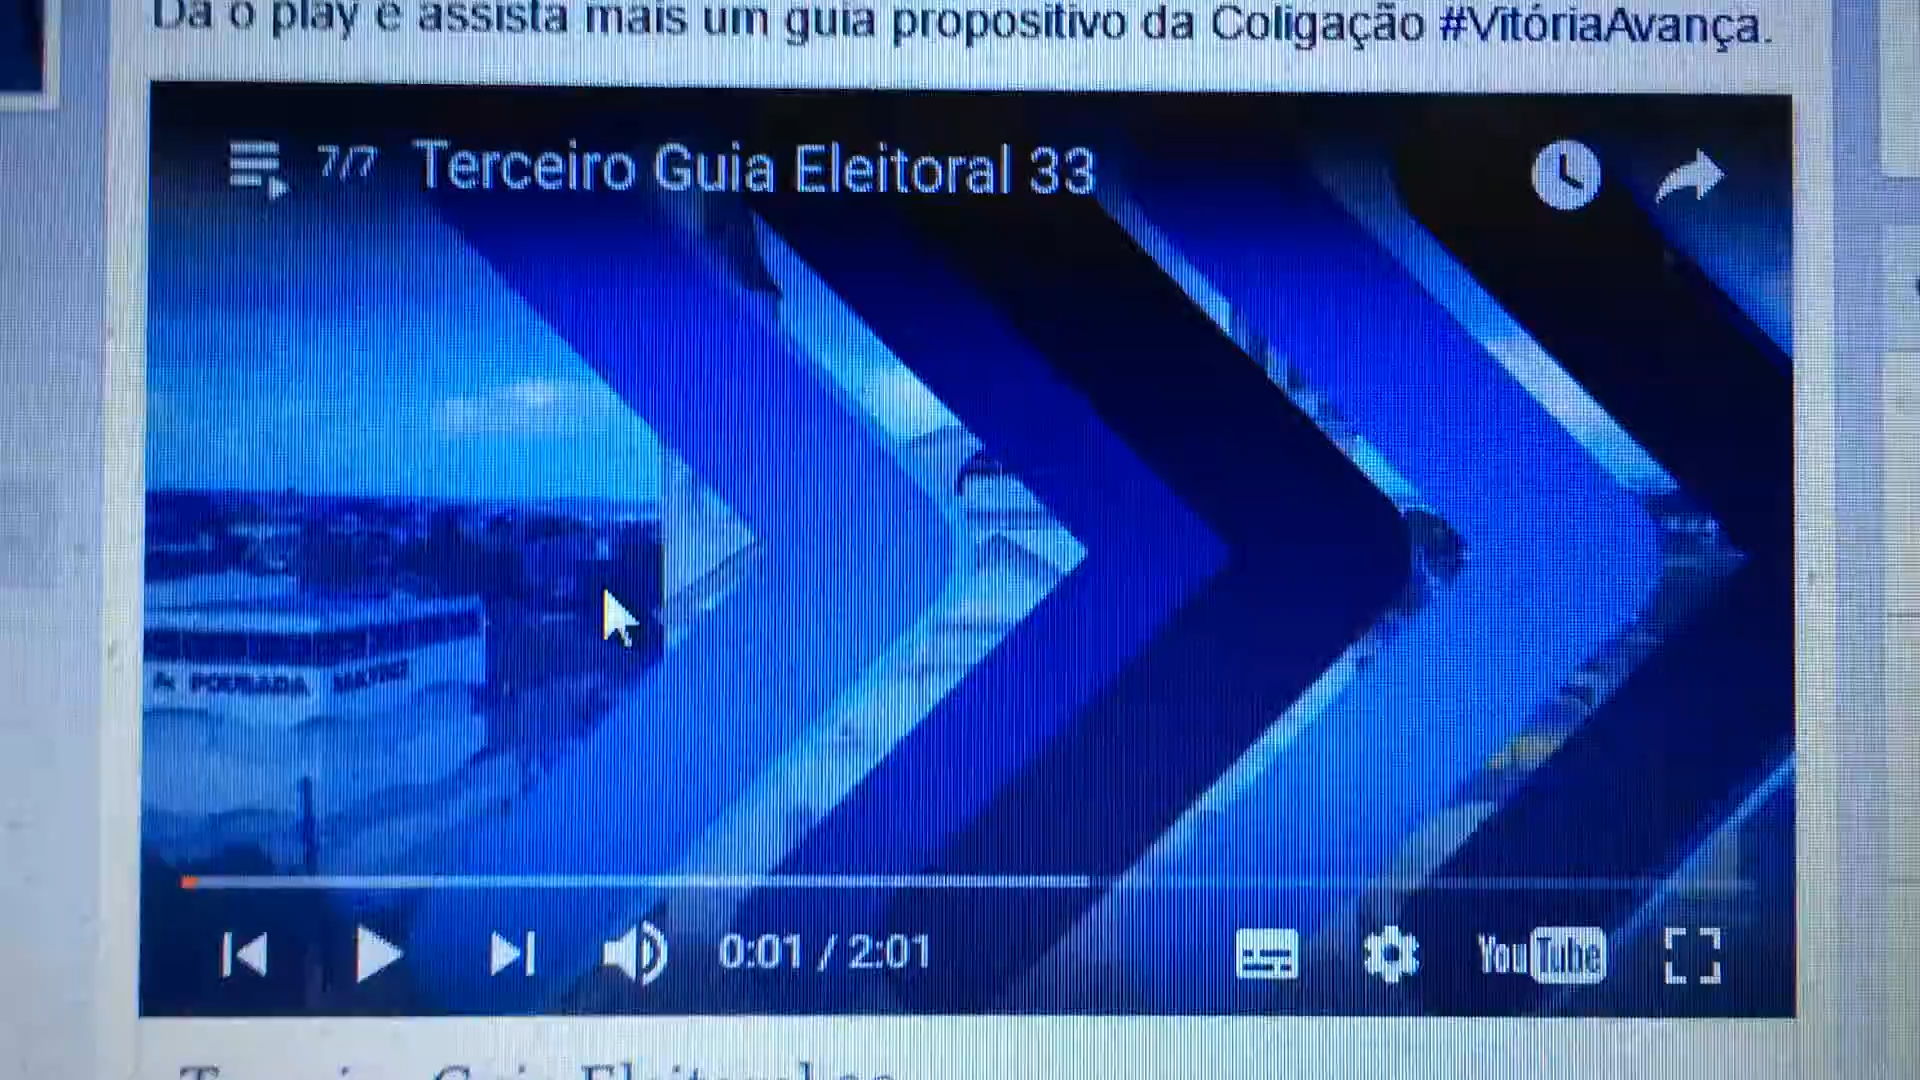 Dá o play e assista mais um guia propositivo da Coligação #VitóriaAvança.
7/7 Terceiro Guia Eleitoral 33
A POUSADA MATRIZ
0:01 / 2:01
YouTube